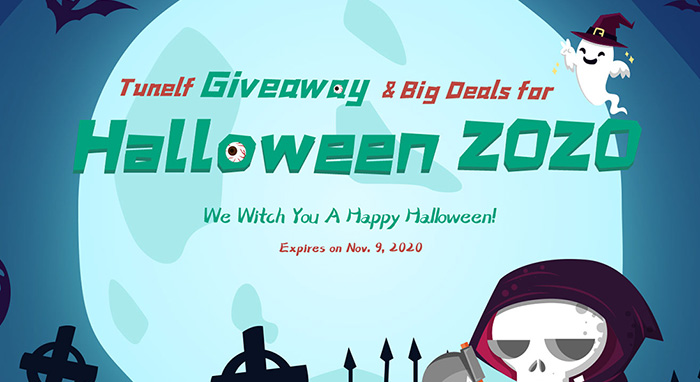 Tunelf Giveaway & Big Deals for
Halloween 2020
We Witch You A Happy Halloween!
Expires on Nov. 9, 2020